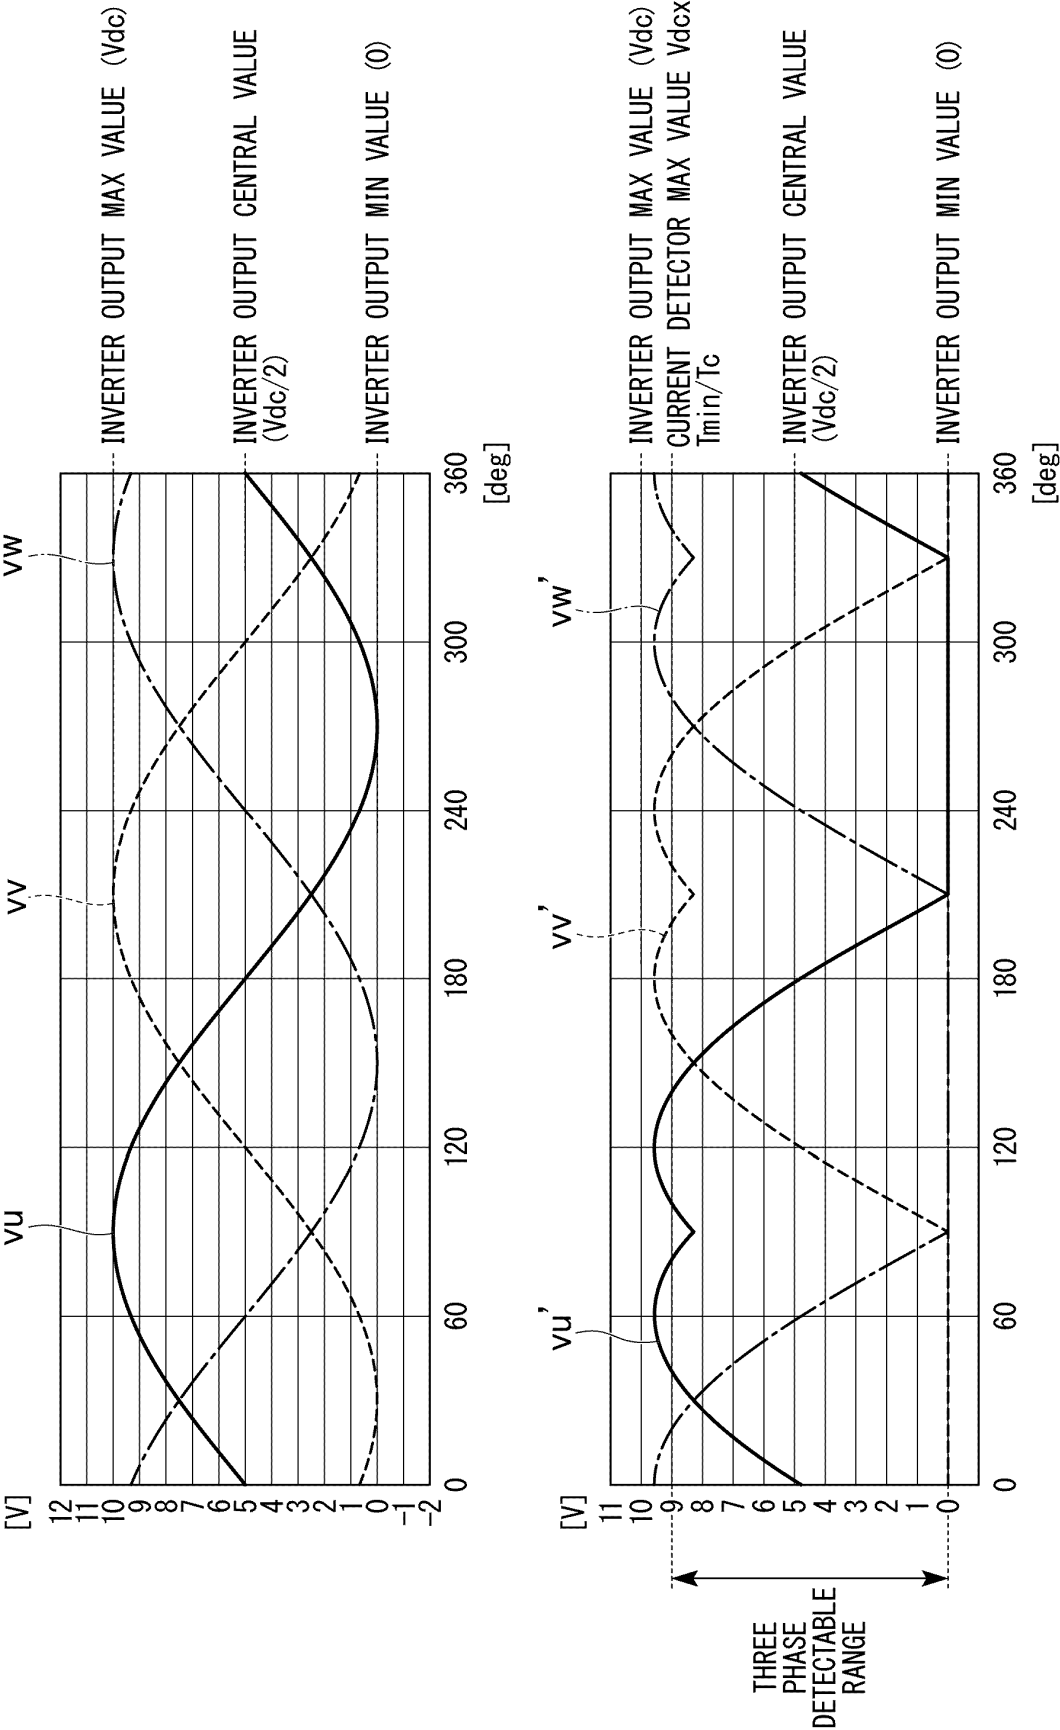 [V]
12
11
10
9
8
7
6
5
4
3
2
1
0
-1
-2
0
60
120
180
240
300
360
[deg]
vu
vv
vw
INVERTER OUTPUT MAX VALUE (Vdc)
INVERTER OUTPUT CENTRAL VALUE
(Vdc/2)
INVERTER OUTPUT MIN VALUE (0)
THREE
PHASE
DETECTABLE
RANGE
[V]
11
10
9
8
7
6
5
4
3
2
1
0
0
60
120
180
240
300
360
[deg]
vu'
vv'
vw'
INVERTER OUTPUT MAX VALUE (Vdc)
CURRENT DETECTOR MAX VALUE Vdcx
Tmin/Tc
INVERTER OUTPUT CENTRAL VALUE
(Vdc/2)
INVERTER OUTPUT MIN VALUE (0)